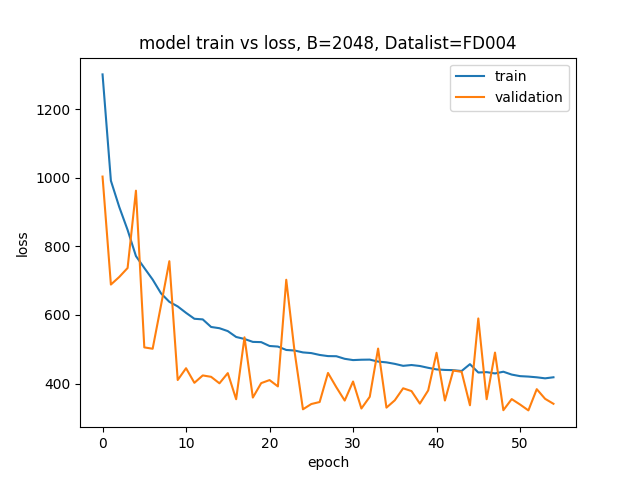 model train vs loss, B=2048, Datalist=FD004
train
validation
1200
1000
800
600
400
loss
0 10 20 30 40 50
epoch